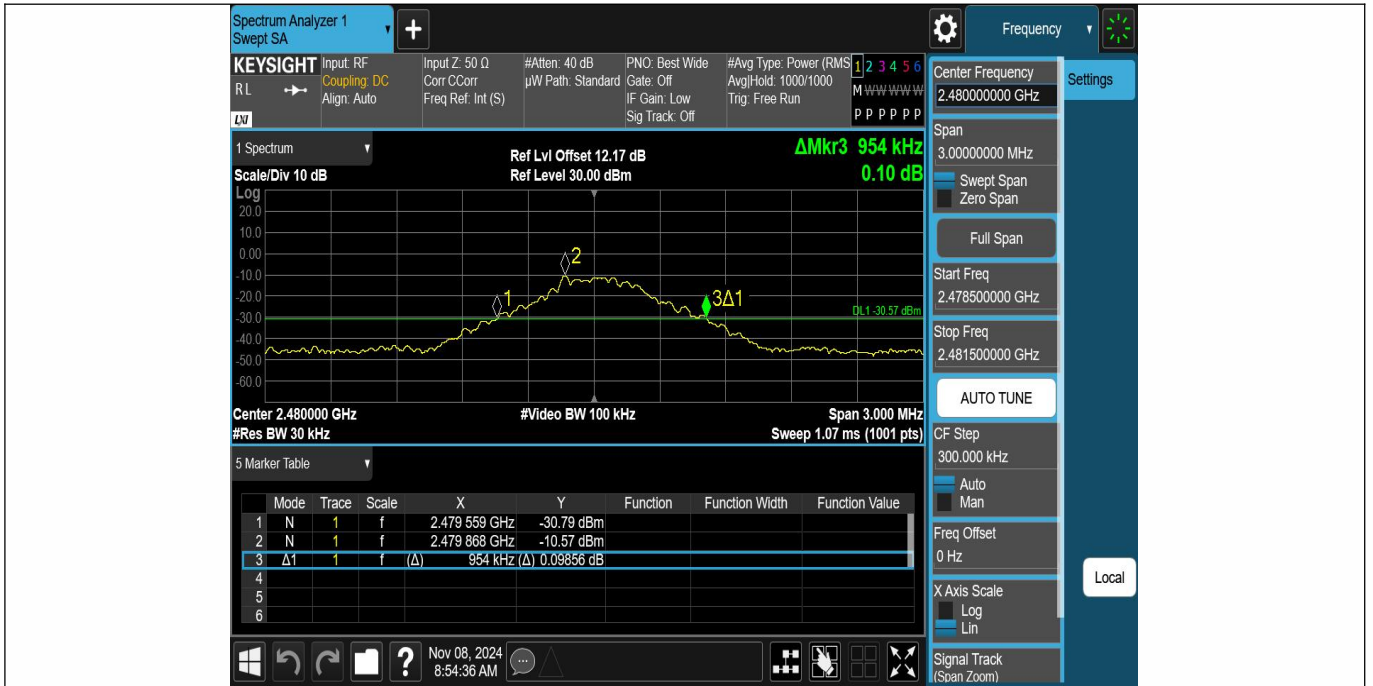 Spectrum Analyzer 1
Swept SA
+
Frequency
KEYSIGHT
RL
LXI
Input: RF
Coupling: DC
Align: Auto
Input Z: 50 Ω
Corr CCorr
Freq Ref: Int (S)
#Atten: 40 dB
µW Path: Standard
PNO: Best Wide
Gate: Off
IF Gain: Low
Sig Track: Off
#Avg Type: Power (RMS
Avg|Hold: 1000/1000
Trig: Free Run
1 2 3 4 5 6
M W W W W W
P P P P P P
1 Spectrum
Scale/Div 10 dB
Ref Lvl Offset 12.17 dB
Ref Level 30.00 dBm
ΔMkr3 954 kHz
0.10 dB
Log
20.0
10.0
0.00
-10.0
-20.0
-30.0
-40.0
-50.0
-60.0
1
2
3Δ1
DL1 -30.57 dBm
Center 2.480000 GHz
#Video BW 100 kHz
Span 3.000 MHz
#Res BW 30 kHz
Sweep 1.07 ms (1001 pts)
5 Marker Table
Mode Trace Scale X Y Function Function Width Function Value
1 N 1 f 2.479 559 GHz -30.79 dBm
2 N 1 f 2.479 868 GHz -10.57 dBm
3 Δ1 1 f (Δ) 954 kHz (Δ) 0.09856 dB
4
5
6
? Nov 08, 2024
8:54:36 AM
Center Frequency
2.480000000 GHz
Span
3.00000000 MHz
Swept Span
Zero Span
Full Span
Start Freq
2.478500000 GHz
Stop Freq
2.481500000 GHz
AUTO TUNE
CF Step
300.000 kHz
Auto
Man
Freq Offset
0 Hz
X Axis Scale
Log
Lin
Signal Track
(Span Zoom)
Settings
Local